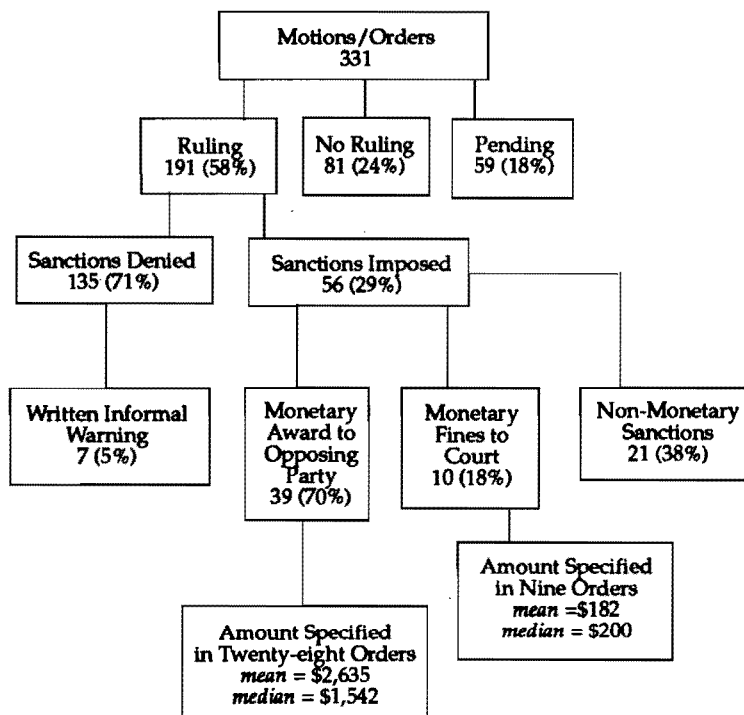 Motions/Orders
331
Ruling
191 (58%)
No Ruling
81 (24%)
Pending
59 (18%)
Sanctions Denied
135 (71%)
Sanctions Imposed
56 (29%)
Written Informal
Warning
7 (5%)
Monetary
Award to
Opposing
Party
39 (70%)
Monetary
Fines to
Court
10 (18%)
Non-Monetary
Sanctions
21 (38%)
Amount Specified
in Twenty-eight Orders
mean = $2,635
median = $1,542
Amount Specified
in Nine Orders
mean =$182
median = $200